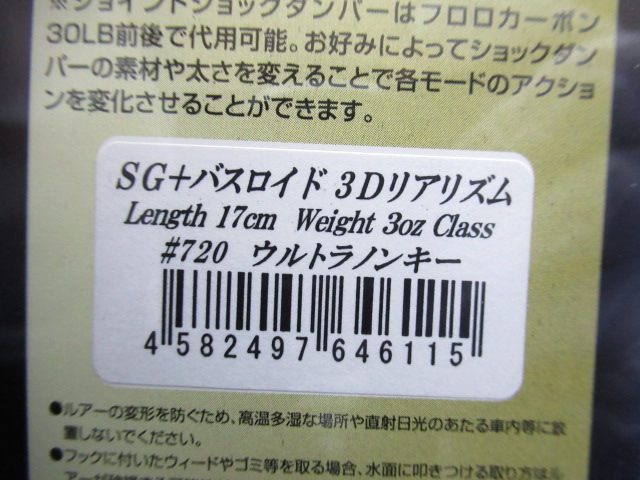 ※ジョイントショックダンパーはフロロカーボン
30LB前後で代用可能。お好みによってショックダン
パーの素材や太さを変えることで各モードのアクショ
ンを変化させることができます。
SG+バスロイド 3Dリアリズム
Length 17cm Weight 3oz Class
#720 ウルトラノンキー
4 582497 646115
●ルアーの変形を防ぐため、高温多湿な場所や直射日光のあたる車内等に放
置しないでください。
●フックに付いたウィードやゴミ等を取る場合、水面に叩きつける取り方はル